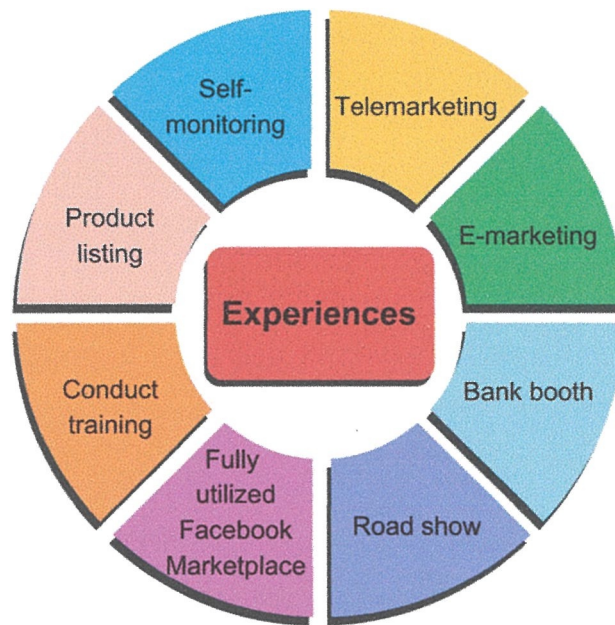 Self-
monitoring
Telemarketing
E-marketing
Bank booth
Road show
Fully
utilized
Facebook
Marketplace
Conduct
training
Product
listing
Experiences